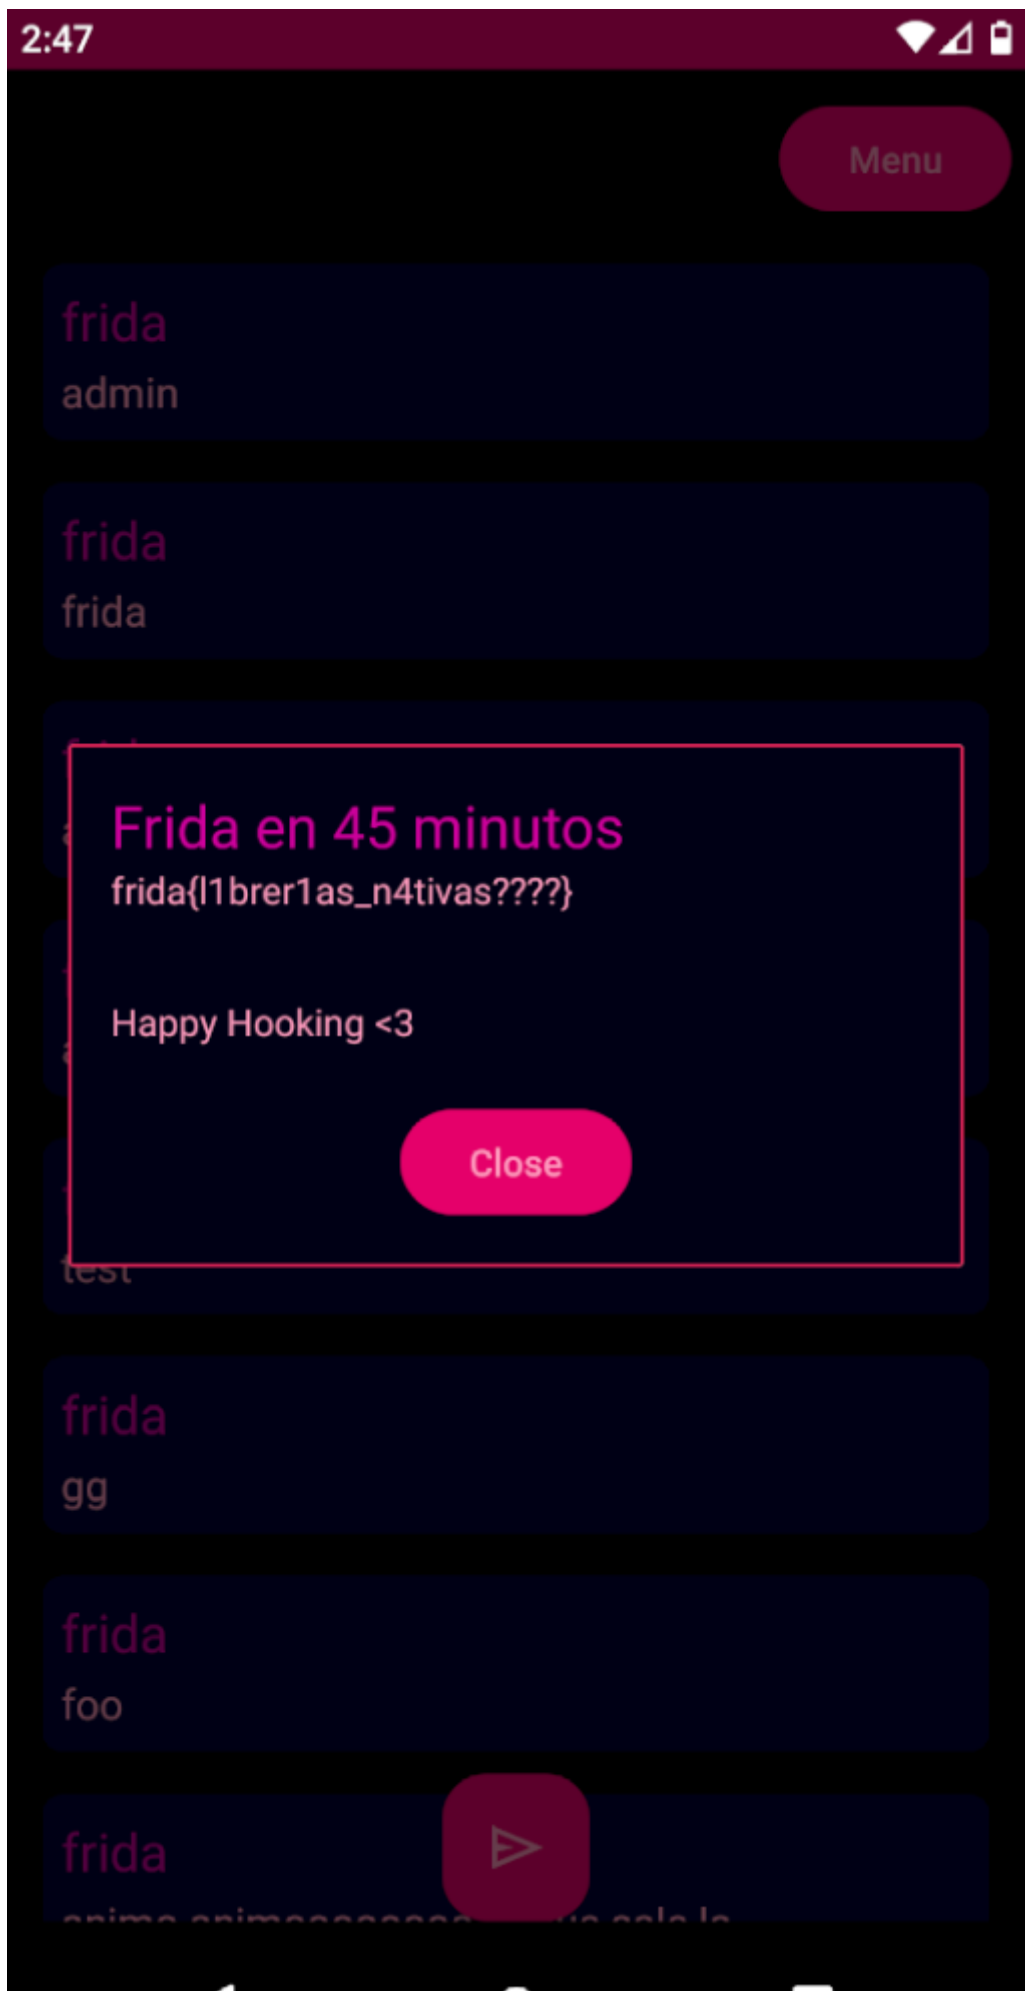 2:47
Menu
frida
admin
frida
frida
Frida en 45 minutos
frida{l1brer1as_n4tivas????}
Happy Hooking <3
Close
test
frida
gg
frida
foo
frida